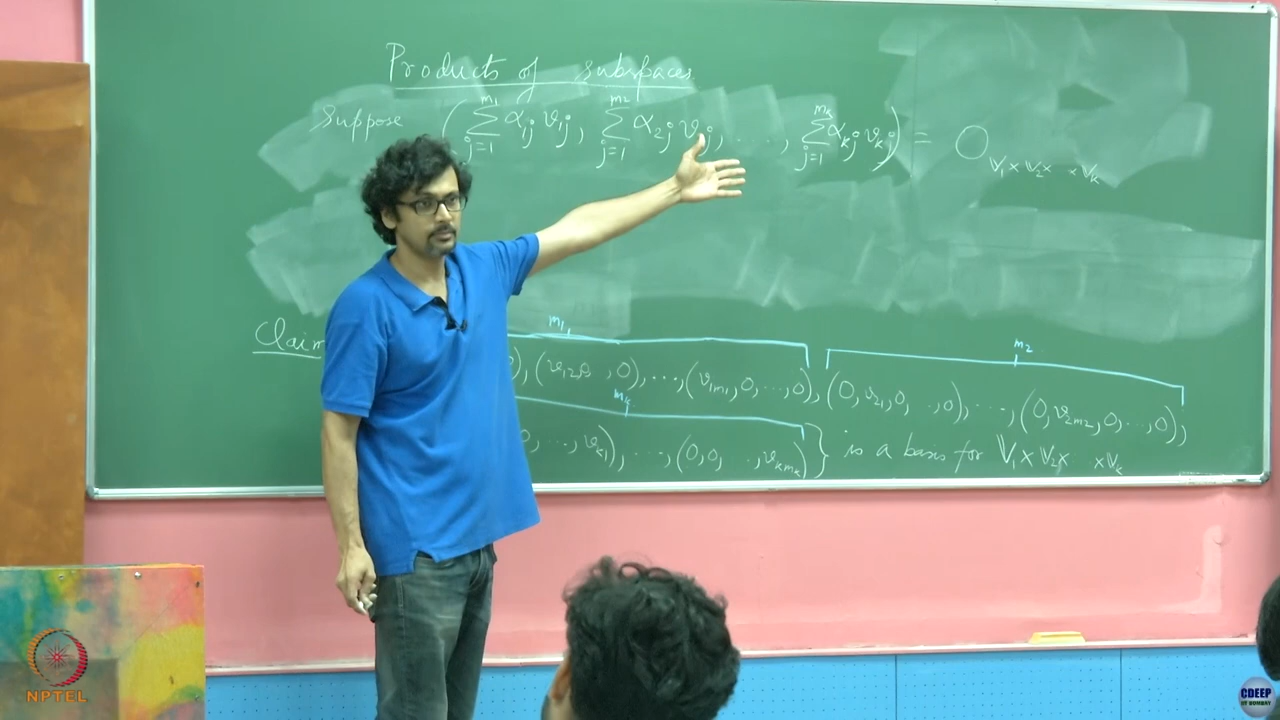 Products of subspaces
Suppose ( ∑_{j=1}^{m_1} α_{1j} v_{1j}, ∑_{j=1}^{m_2} α_{2j} v_{2j}, . . . , ∑_{j=1}^{m_k} α_{kj} v_{kj} ) = 0_{𝕍_1 × 𝕍_2 × × 𝕍_k}
m_1 m_2
Claim ), (v_{12}, 0 , 0), ..., (v_{1m_1}, 0, ..., 0), (0, v_{21}, 0, . , 0), ..., (0, v_{2m_2}, 0, ..., 0),
m_k
0, ..., v_{k1}), ..., (0, 0, . , v_{km_k}) } is a basis for 𝕍_1 × 𝕍_2 × × 𝕍_k
NPTEL
CDEEP
IIT BOMBAY